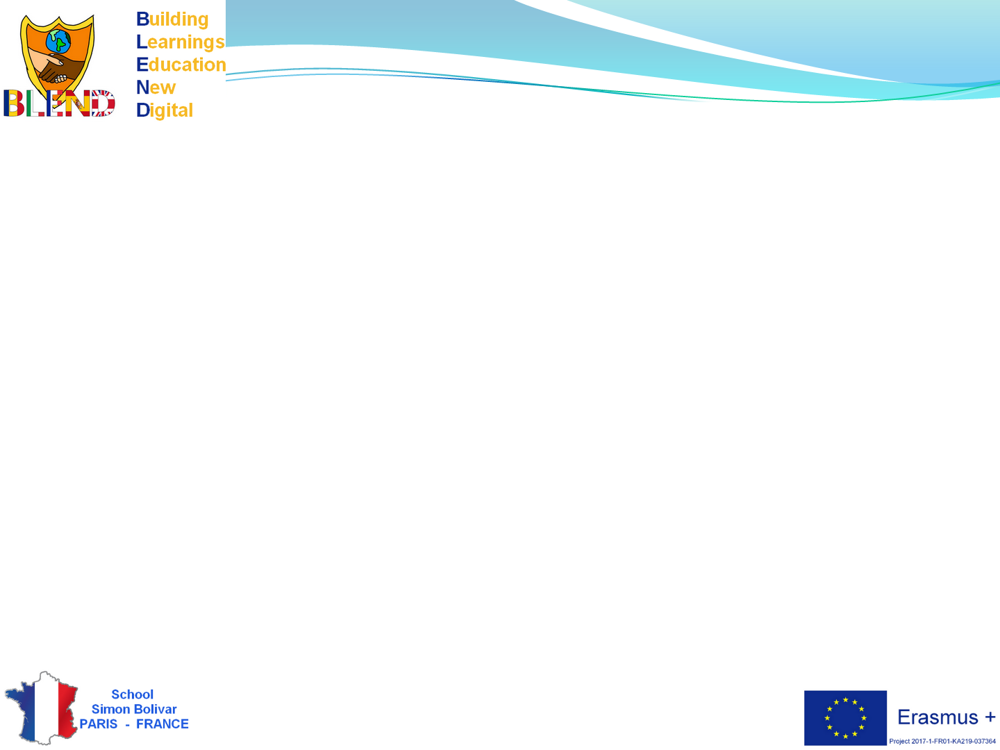 BLEND
Building
Learnings
Education
New
Digital
School
Simon Bolivar
PARIS - FRANCE
Erasmus +
Project 2017-1-FR01-KA219-037364